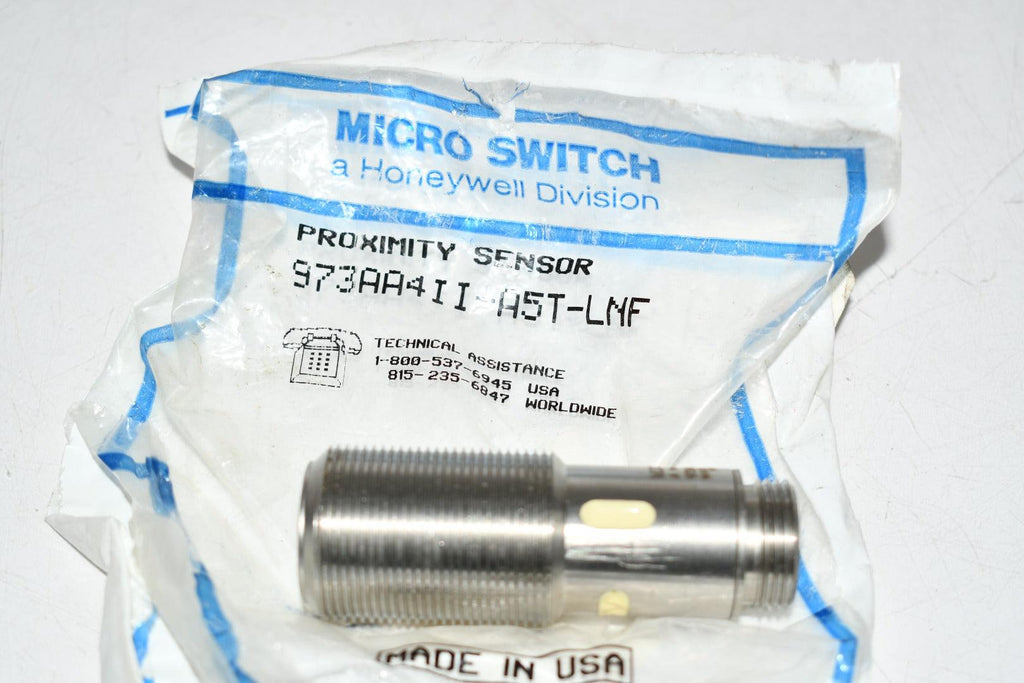 MICRO SWITCH
a Honeywell Division
PROXIMITY SENSOR
973AA4II-A5T-LNF
TECHNICAL ASSISTANCE
1-800-537-6945 USA
815-235-6847 WORLDWIDE
MADE IN USA